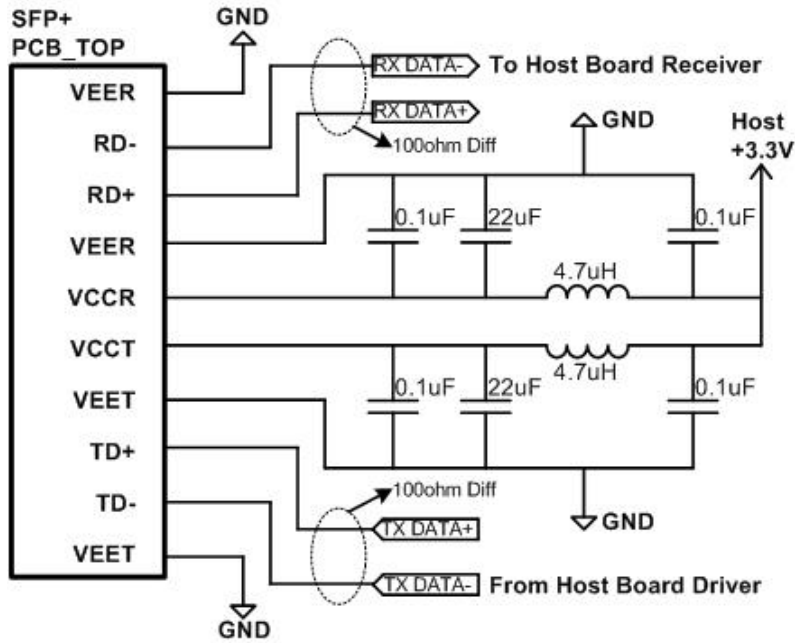 SFP+
PCB_TOP
GND
VEER
RD-
RD+
VEER
VCCR
VCCT
VEET
TD+
TD-
VEET
GND
RX DATA-
To Host Board Receiver
RX DATA+
100ohm Diff
GND
Host
+3.3V
0.1uF
22uF
0.1uF
4.7uH
4.7uH
0.1uF
22uF
0.1uF
100ohm Diff
GND
TX DATA+
TX DATA-
From Host Board Driver